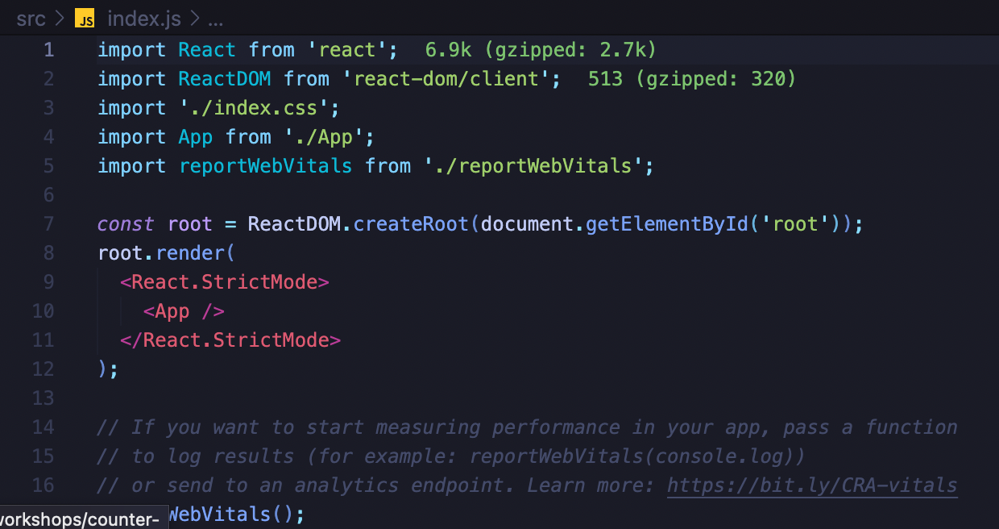 src > JS index.js > ...
1 import React from 'react'; 6.9k (gzipped: 2.7k)
2 import ReactDOM from 'react-dom/client'; 513 (gzipped: 320)
3 import './index.css';
4 import App from './App';
5 import reportWebVitals from './reportWebVitals';
6
7 const root = ReactDOM.createRoot(document.getElementById('root'));
8 root.render(
9 <React.StrictMode>
10 <App />
11 </React.StrictMode>
12 );
13
14 // If you want to start measuring performance in your app, pass a function
15 // to log results (for example: reportWebVitals(console.log))
16 // or send to an analytics endpoint. Learn more: https://bit.ly/CRA-vitals
workshops/counter- WebVitals();